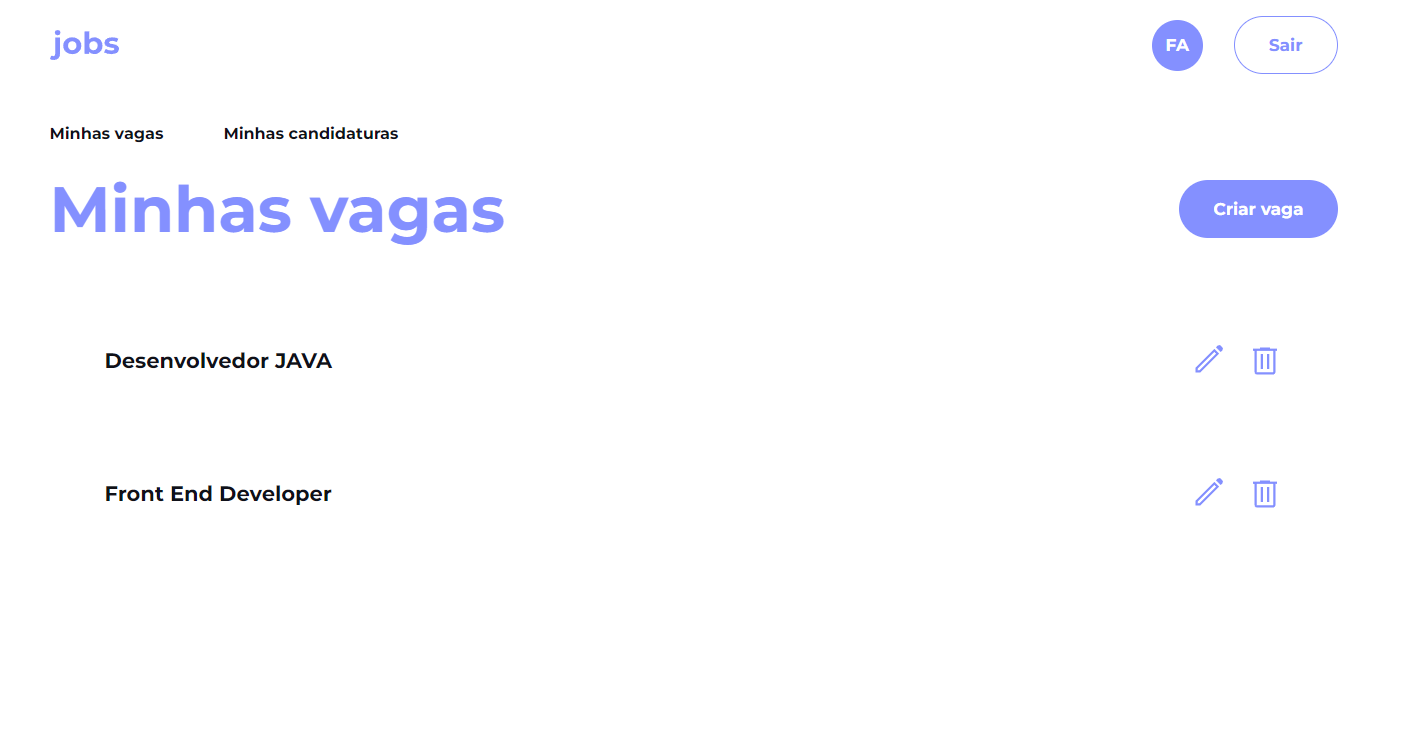 jobs
FA
Sair
Minhas vagas
Minhas candidaturas
Minhas vagas
Criar vaga
Desenvolvedor JAVA
Front End Developer